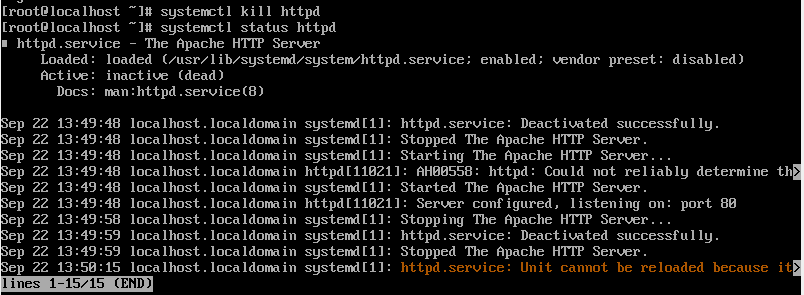 [root@localhost ~]# systemctl kill httpd
[root@localhost ~]# systemctl status httpd
httpd.service - The Apache HTTP Server
Loaded: loaded (/usr/lib/systemd/system/httpd.service; enabled; vendor preset: disabled)
Active: inactive (dead)
Docs: man:httpd.service(8)
Sep 22 13:49:48 localhost.localdomain systemd[1]: httpd.service: Deactivated successfully.
Sep 22 13:49:48 localhost.localdomain systemd[1]: Stopped The Apache HTTP Server.
Sep 22 13:49:48 localhost.localdomain systemd[1]: Starting The Apache HTTP Server...
Sep 22 13:49:48 localhost.localdomain httpd[11021]: AH00558: httpd: Could not reliably determine th>
Sep 22 13:49:48 localhost.localdomain systemd[1]: Started The Apache HTTP Server.
Sep 22 13:49:48 localhost.localdomain httpd[11021]: Server configured, listening on: port 80
Sep 22 13:49:58 localhost.localdomain systemd[1]: Stopping The Apache HTTP Server...
Sep 22 13:49:59 localhost.localdomain systemd[1]: httpd.service: Deactivated successfully.
Sep 22 13:49:59 localhost.localdomain systemd[1]: Stopped The Apache HTTP Server.
Sep 22 13:50:15 localhost.localdomain systemd[1]: httpd.service: Unit cannot be reloaded because it>
lines 1-15/15 (END)